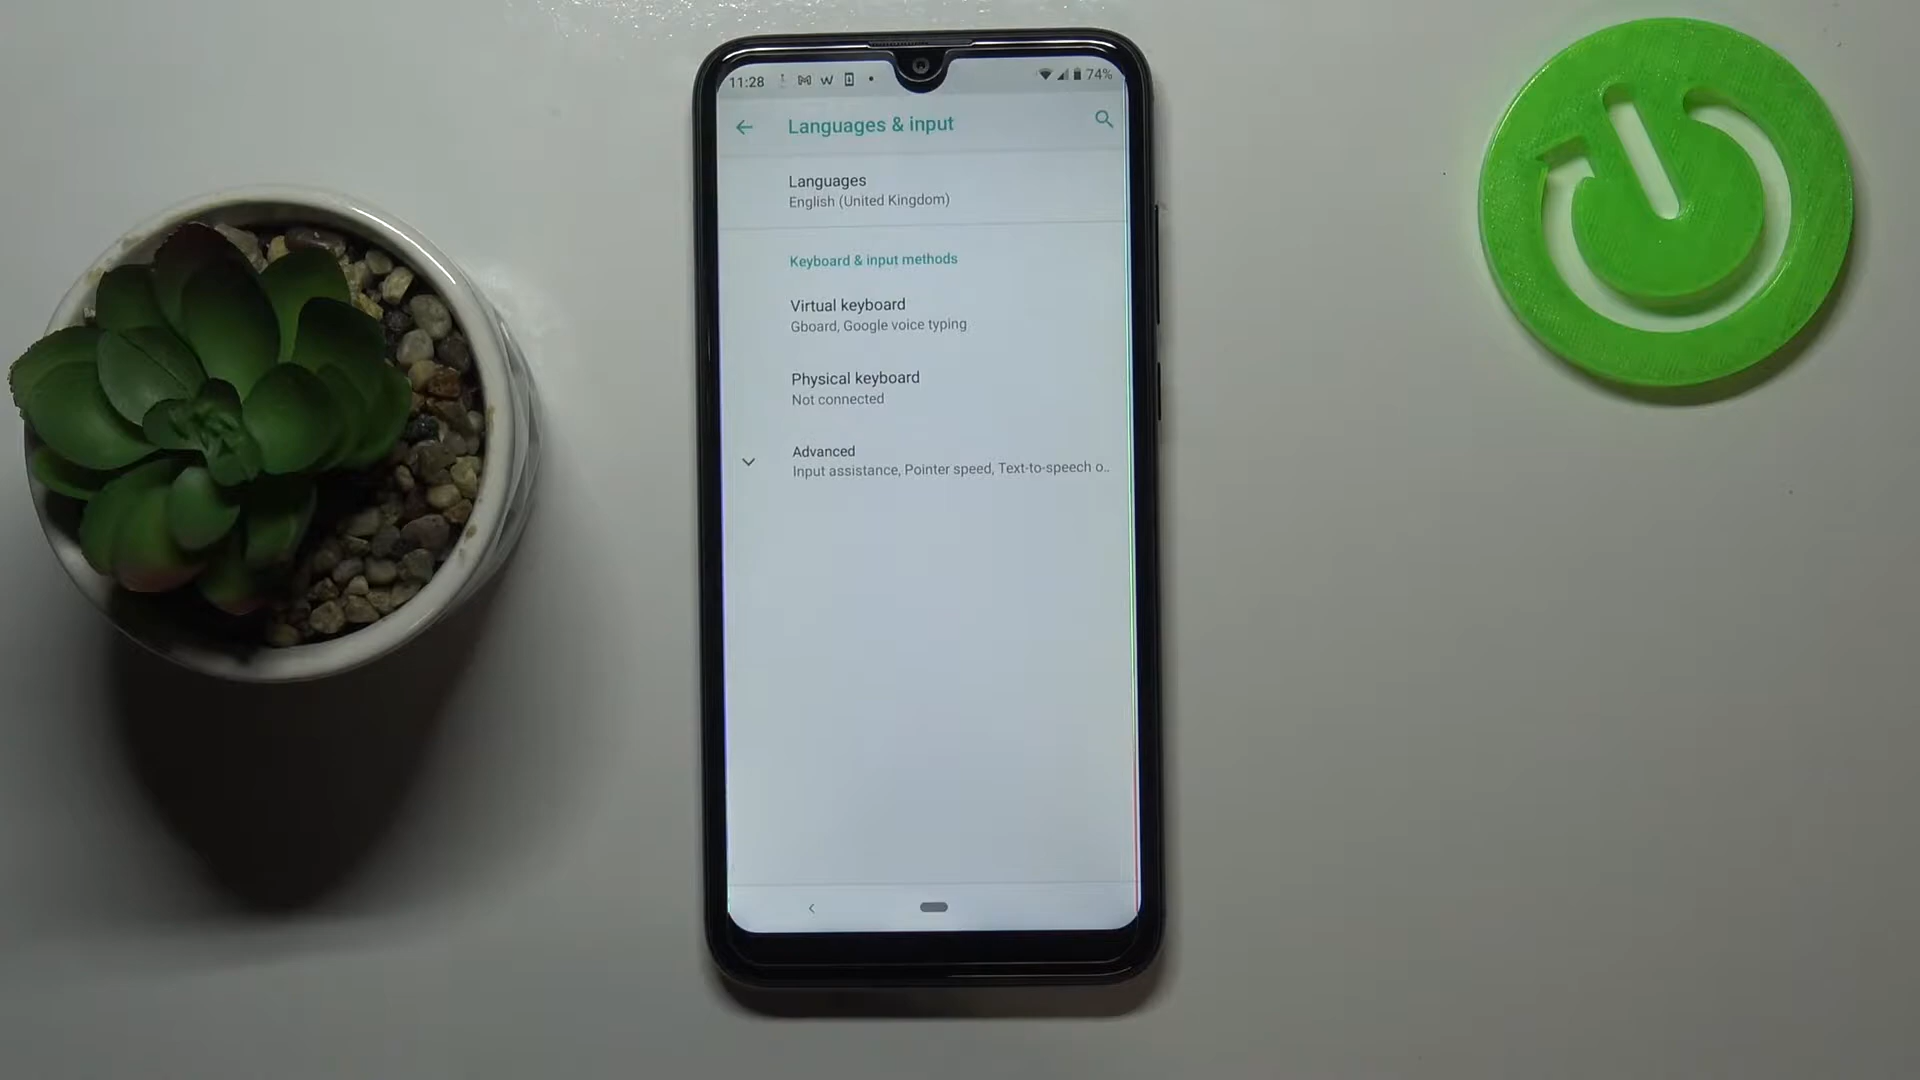 11:28 74%
Languages & input
Languages
English (United Kingdom)
Keyboard & input methods
Virtual keyboard
Gboard, Google voice typing
Physical keyboard
Not connected
Advanced
Input assistance, Pointer speed, Text-to-speech o..